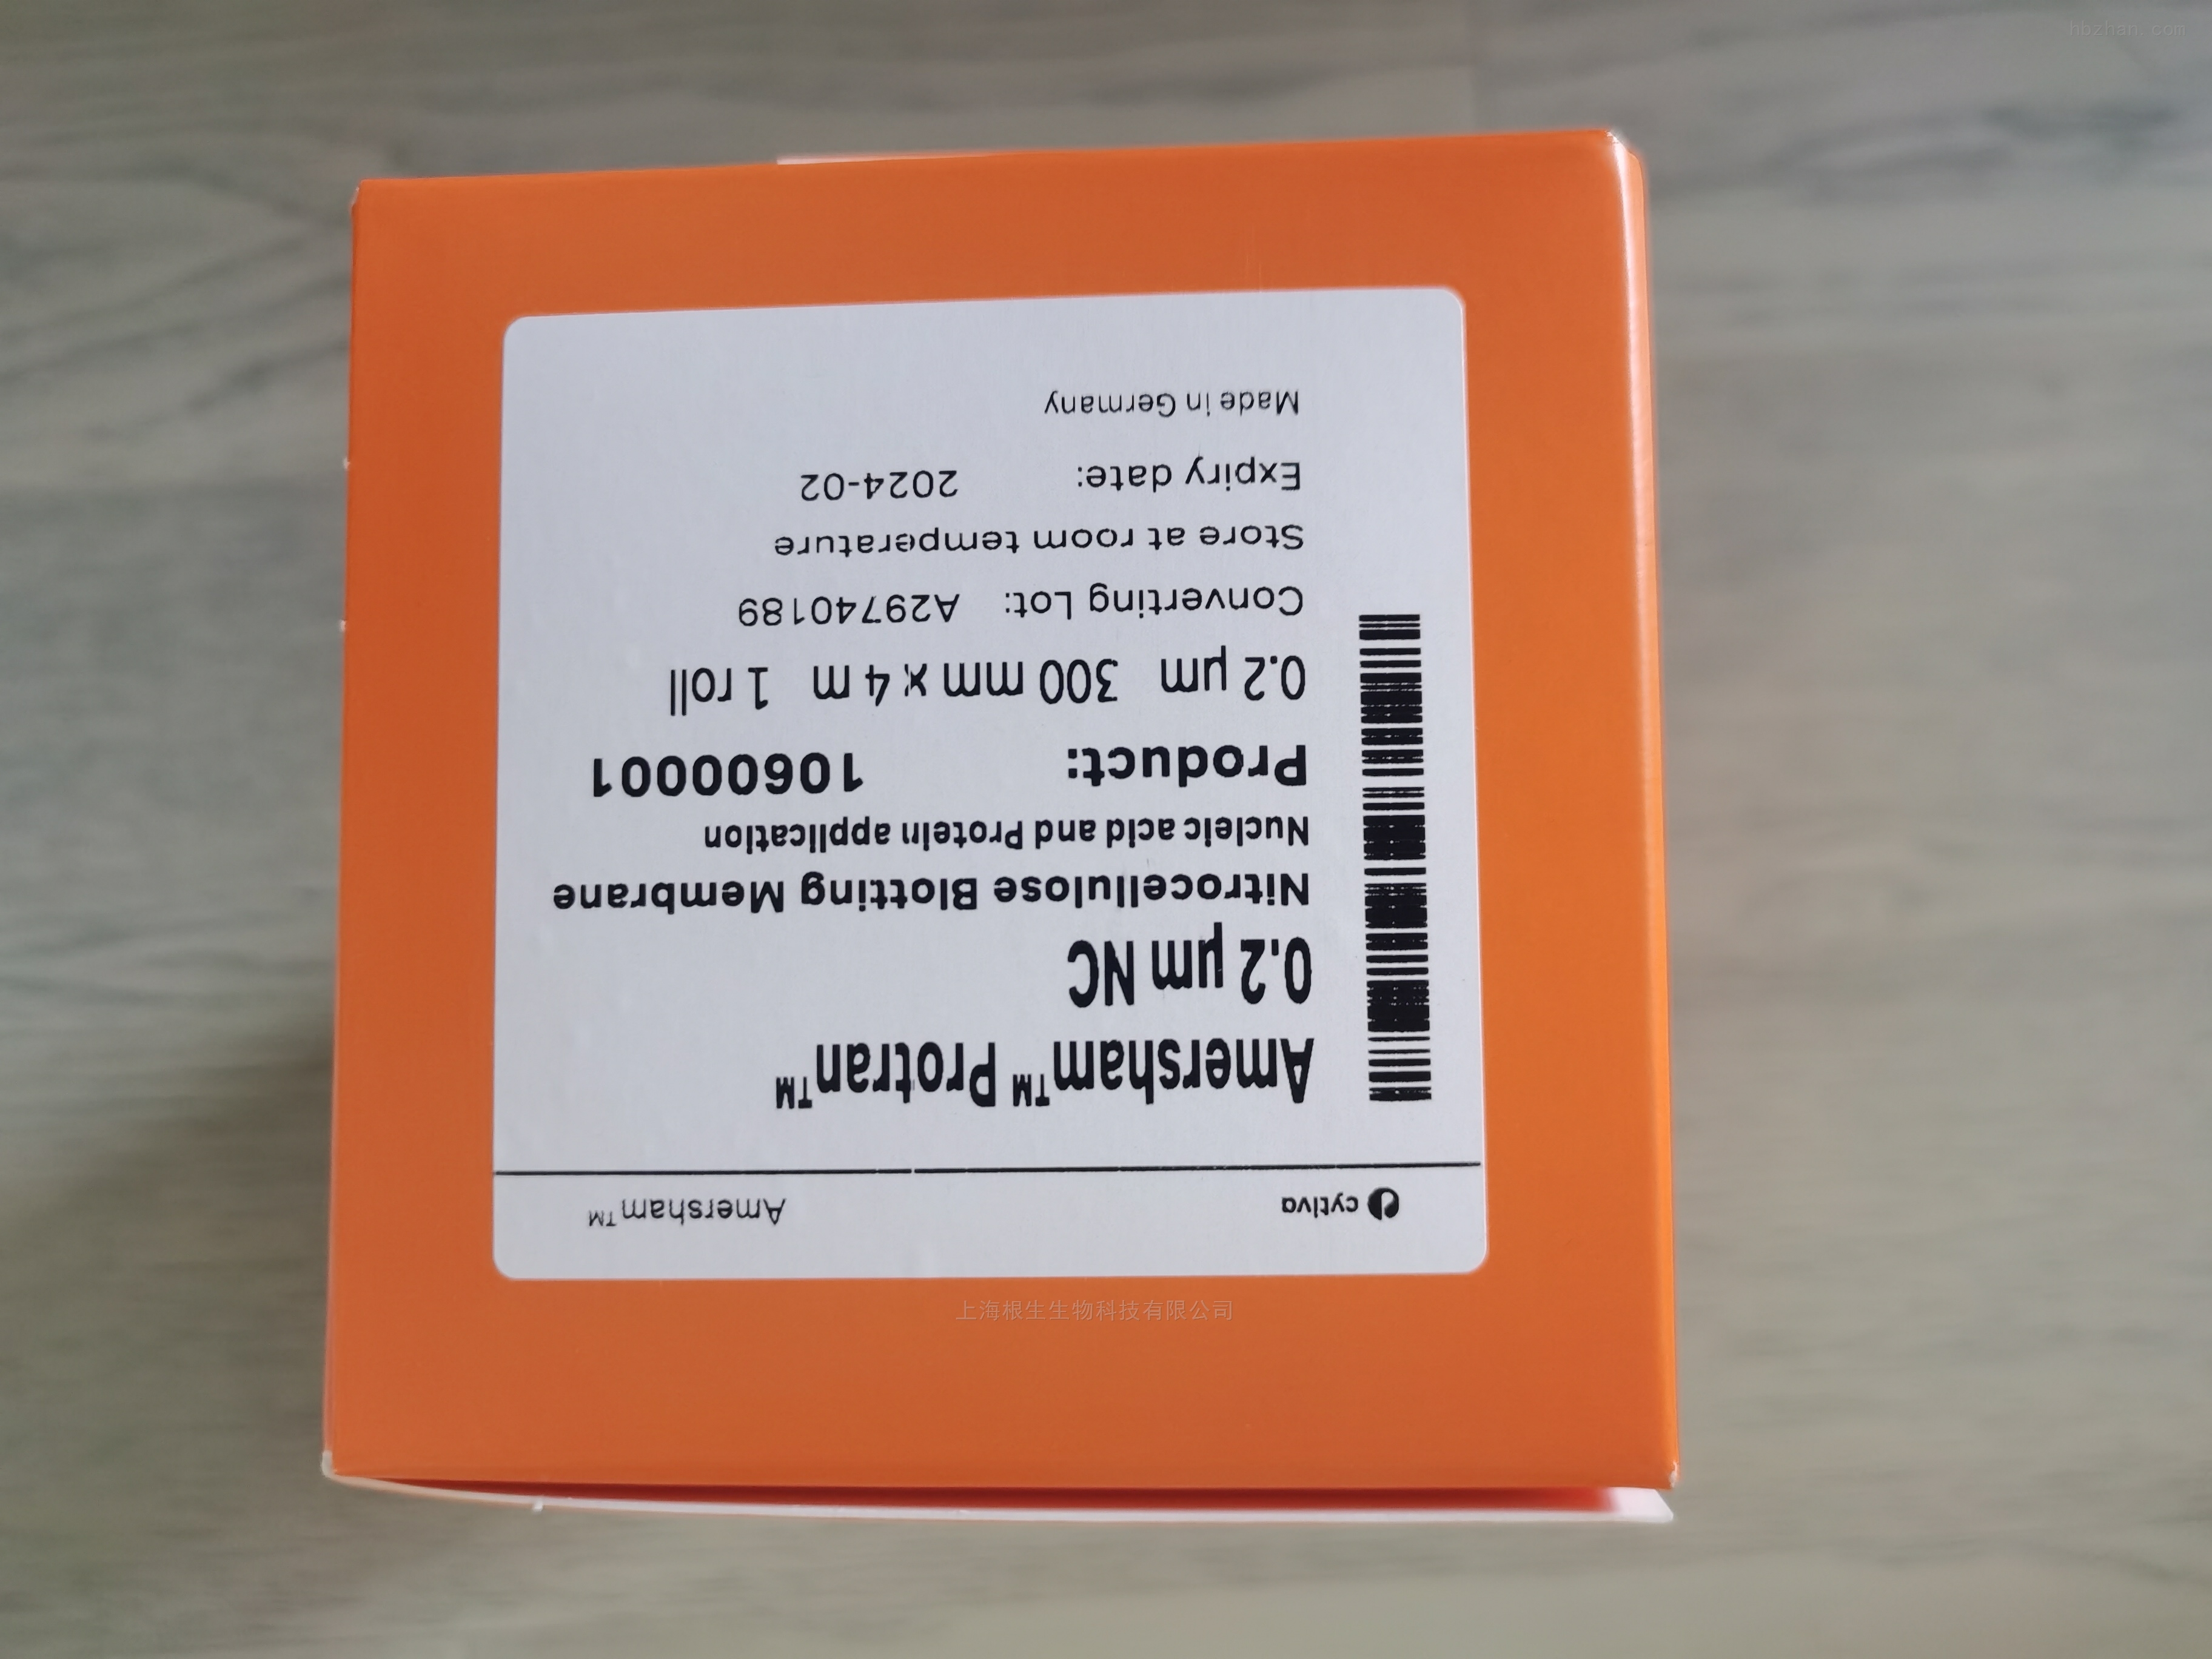 cytiva Amersham™
Amersham™ Protran™
0.2 µm NC
Nitrocellulose Blotting Membrane
Nucleic acid and Protein application
Product: 10600001
0.2 µm 300 mm x 4 m 1 roll
Converting Lot: A29740189
Store at room temperature
Expiry date: 2024-02
Made in Germany
上海根生生物科技有限公司
hbzhan.com